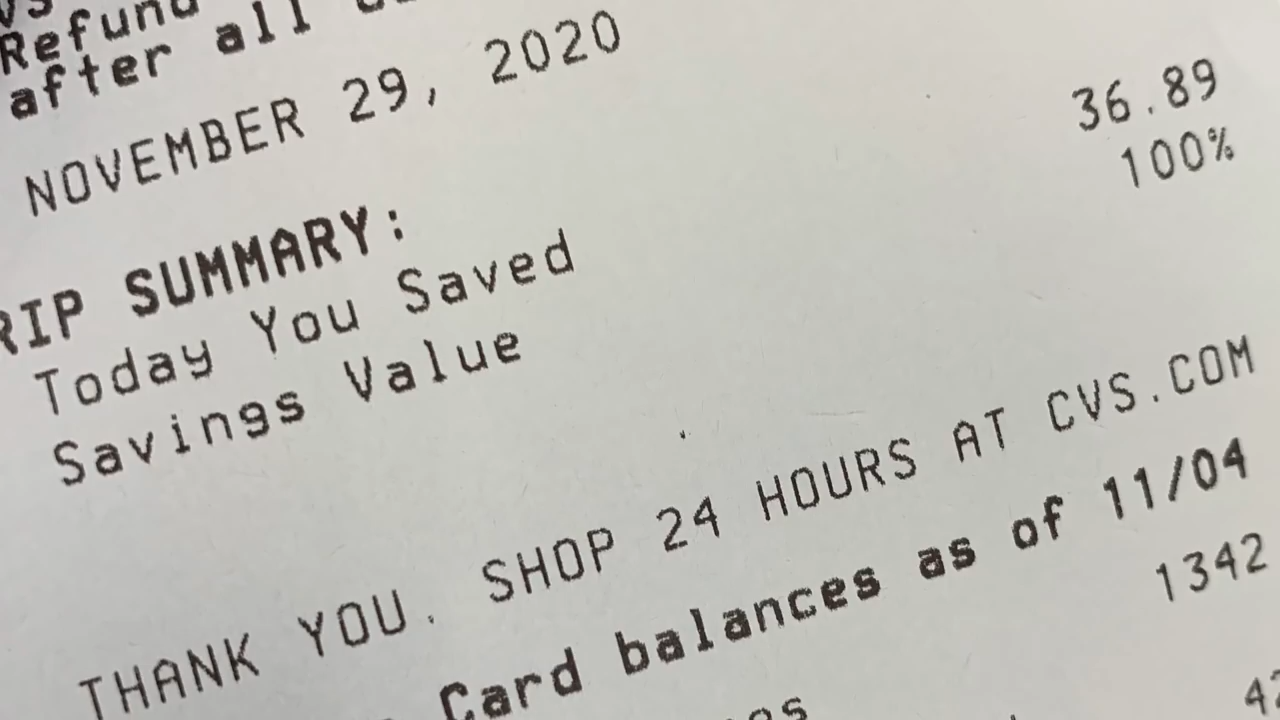 Refund
after all
NOVEMBER 29, 2020
RIP SUMMARY:
Today You Saved 36.89
Savings Value 100%
THANK YOU. SHOP 24 HOURS AT CVS.COM
Card balances as of 11/04
1342